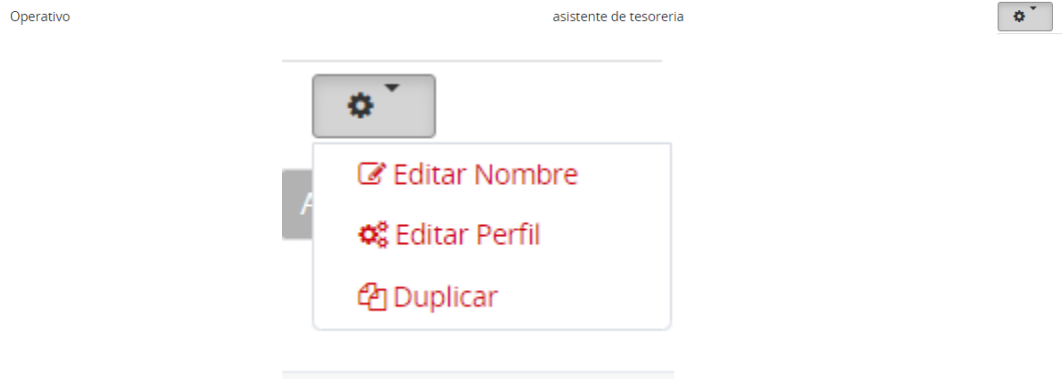 Operativo
asistente de tesoreria
Editar Nombre
Editar Perfil
Duplicar